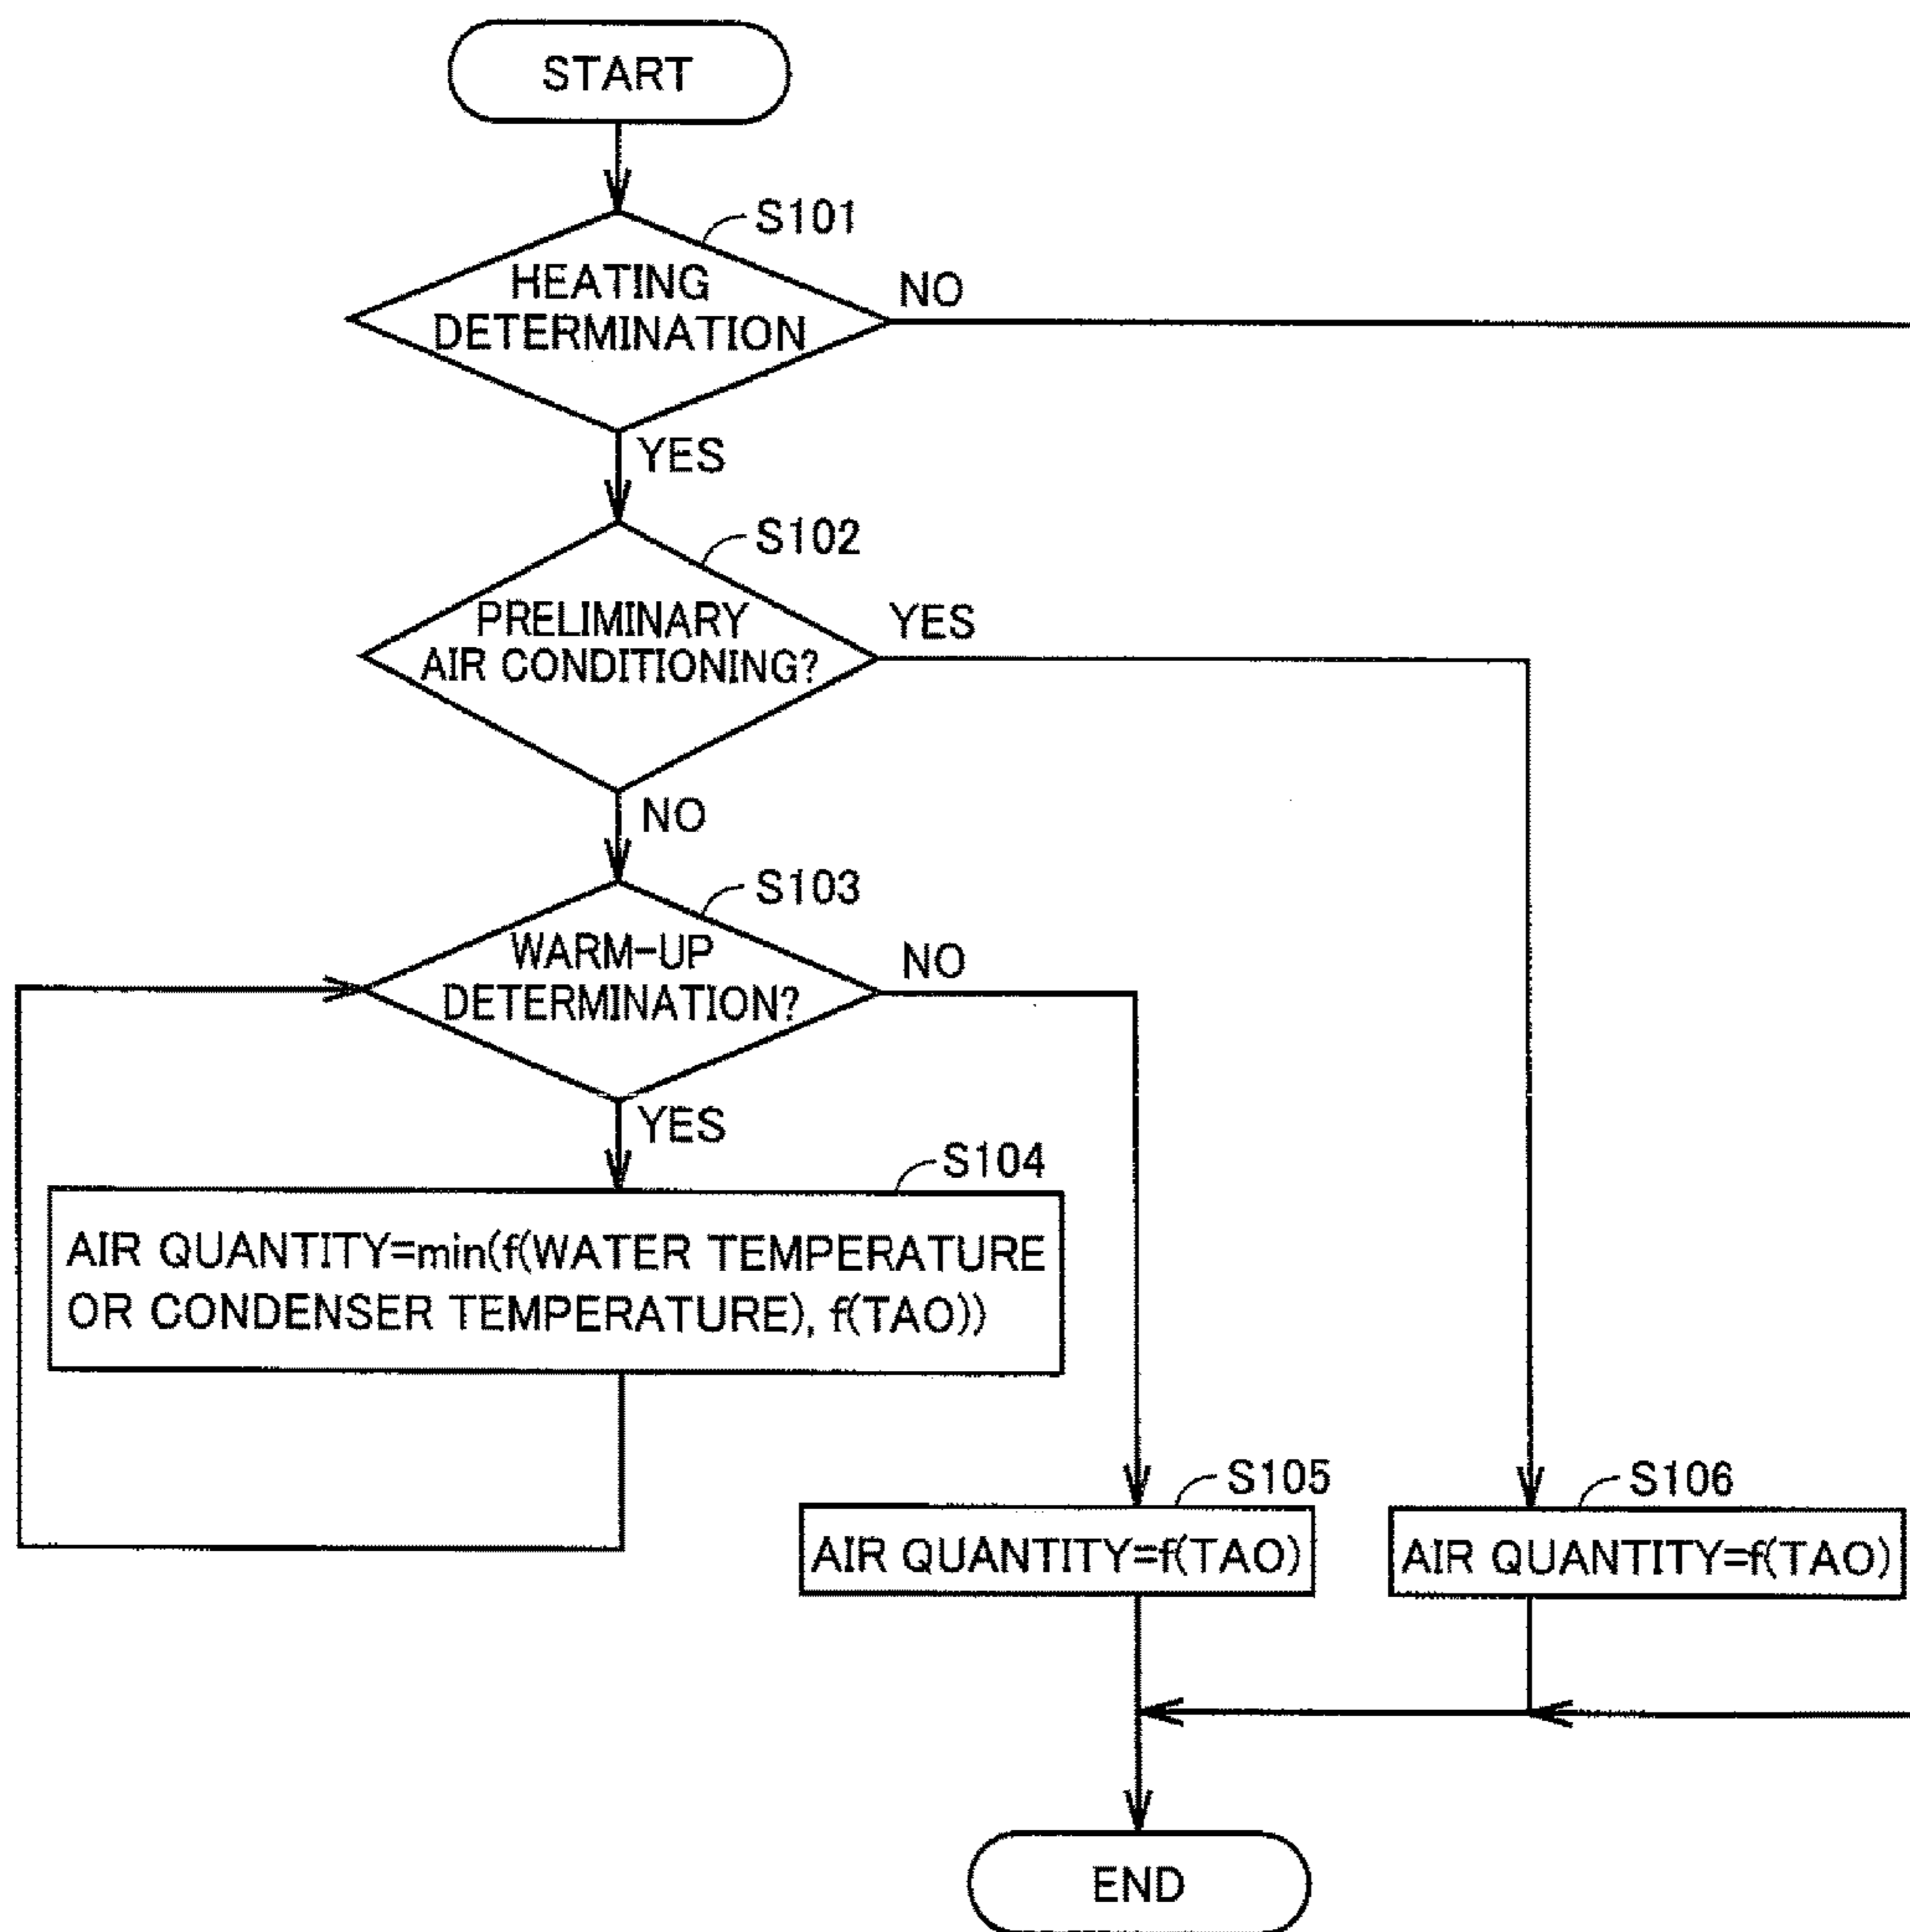 START
S101
HEATING
DETERMINATION
NO
YES
S102
PRELIMINARY
AIR CONDITIONING?
YES
NO
S103
WARM-UP
DETERMINATION?
NO
YES
S104
AIR QUANTITY=min(f(WATER TEMPERATURE
OR CONDENSER TEMPERATURE), f(TAO))
S105
AIR QUANTITY=f(TAO)
S106
AIR QUANTITY=f(TAO)
END